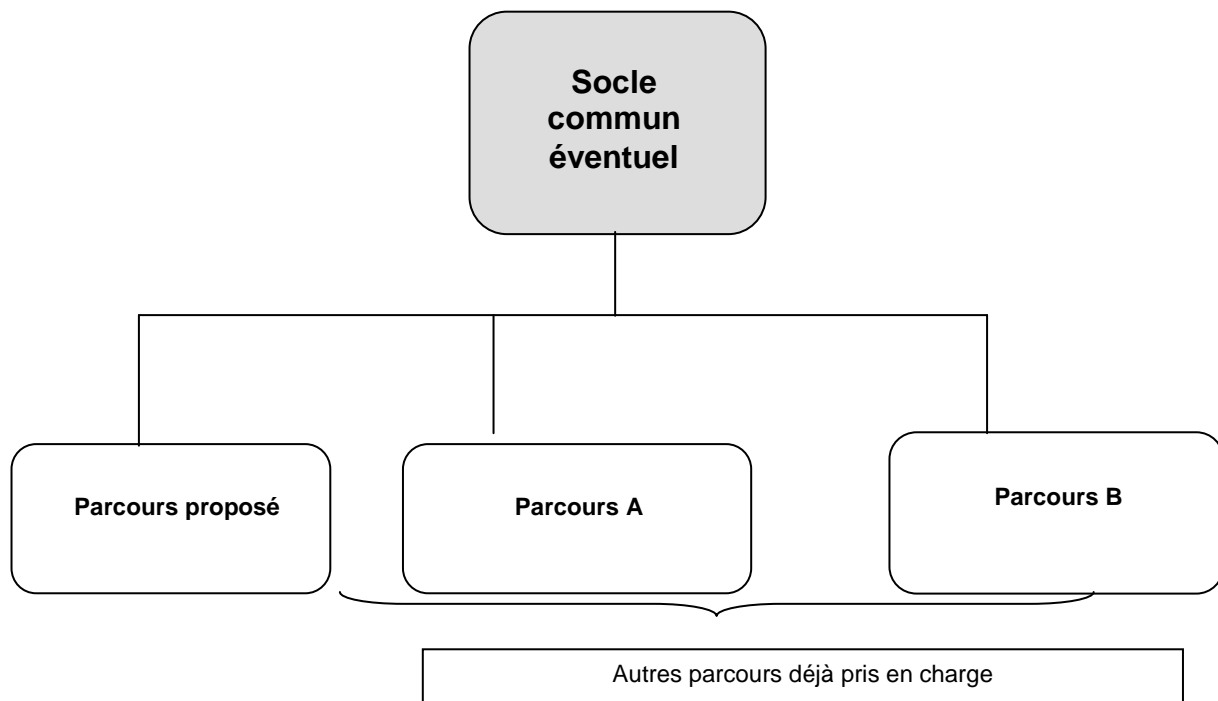 Socle
commun
éventuel
Parcours proposé
Parcours A
Parcours B
Autres parcours déjà pris en charge